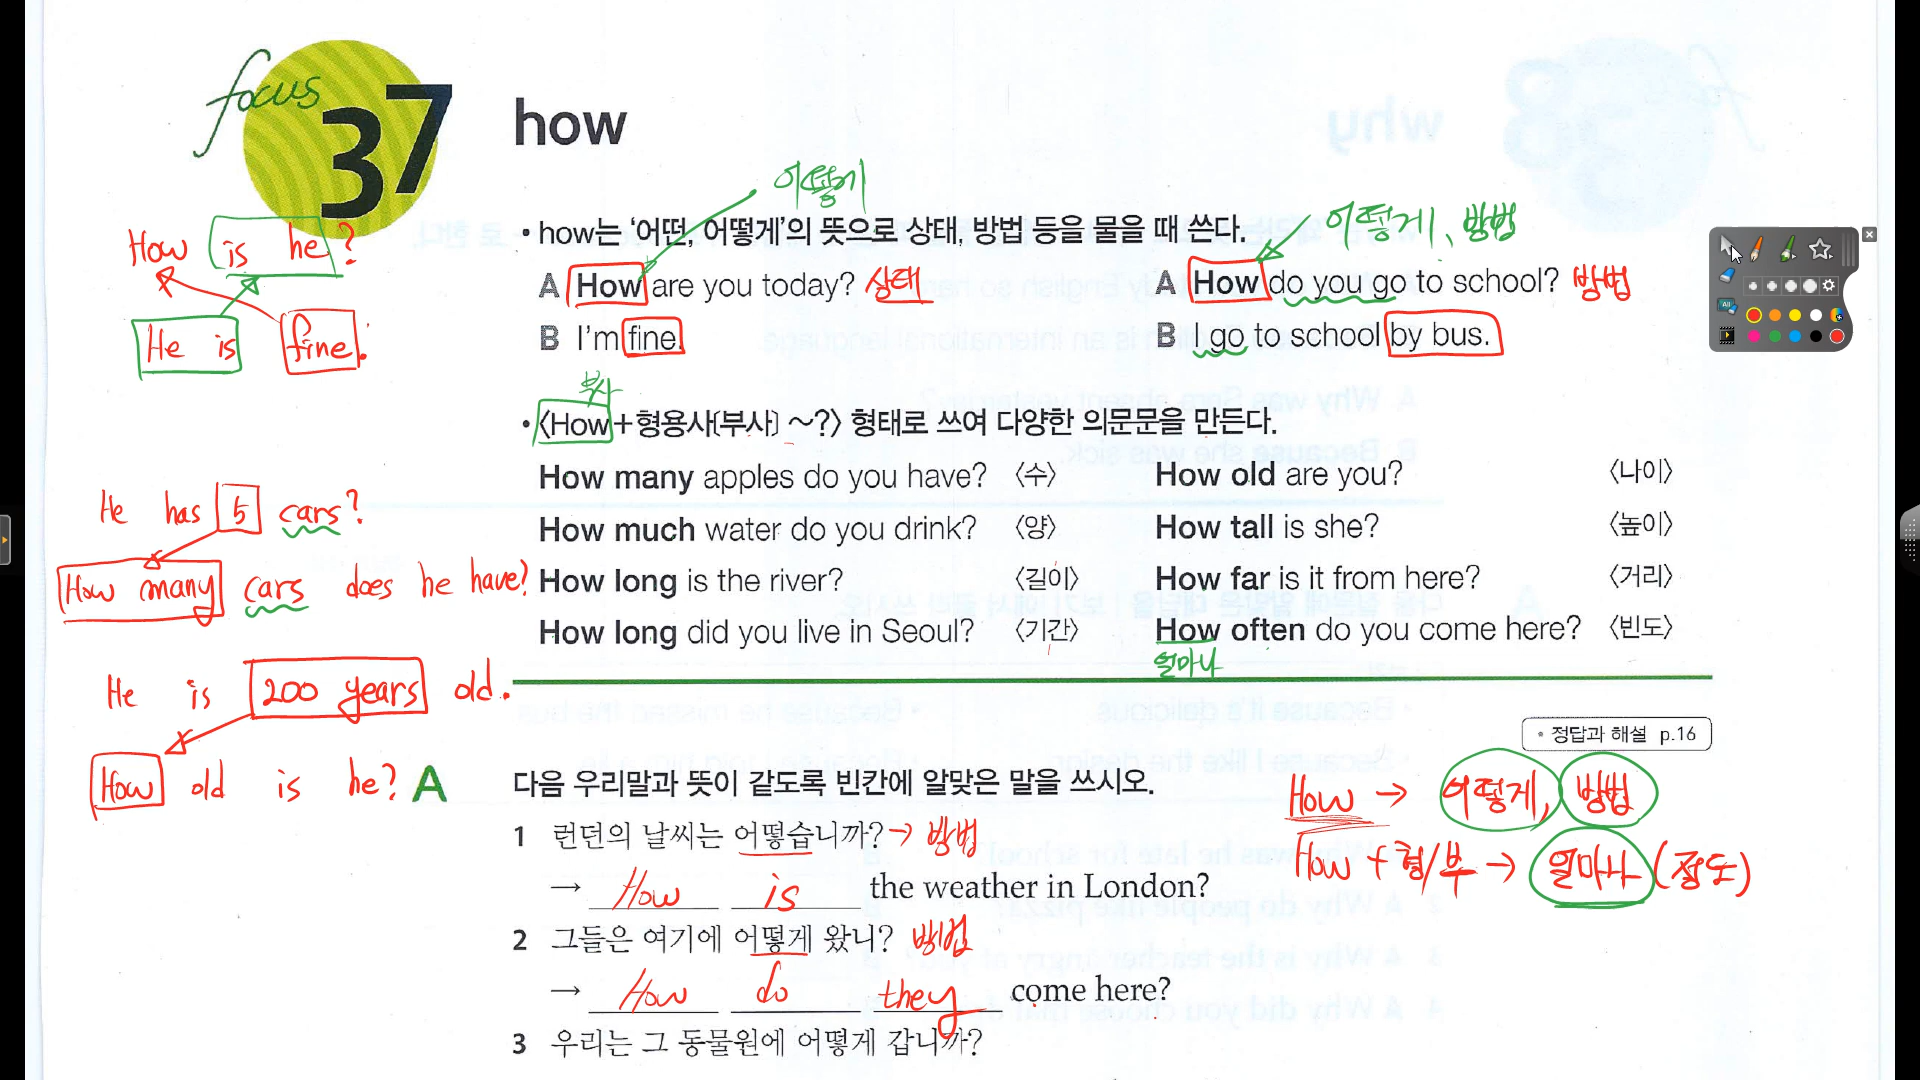 focus
37
how
어떻게
• how는 '어떤, 어떻게'의 뜻으로 상태, 방법 등을 물을 때 쓴다.
어떻게, 방법
A How are you today? 상태
B I'm fine.
A How do you go to school? 방법
B I go to school by bus.
How is he?
He is fine.
부사
• 〈How+형용사[부사] ~?〉 형태로 쓰여 다양한 의문문을 만든다.
How many apples do you have? 〈수〉
How old are you? 〈나이〉
How much water do you drink? 〈양〉
How tall is she? 〈높이〉
How long is the river? 〈길이〉
How far is it from here? 〈거리〉
How long did you live in Seoul? 〈기간〉
How often do you come here? 〈빈도〉
얼마나
He has 5 cars?
How many cars does he have?
He is 200 years old.
How old is he?
* 정답과 해설 p.16
A 다음 우리말과 뜻이 같도록 빈칸에 알맞은 말을 쓰시오.
How → 어떻게, 방법
How + 형/부 → 얼마나 (정도)
1 런던의 날씨는 어떻습니까? → 방법
→ How is the weather in London?
2 그들은 여기에 어떻게 왔니? 방법
→ How do they come here?
3 우리는 그 동물원에 어떻게 갑니까?